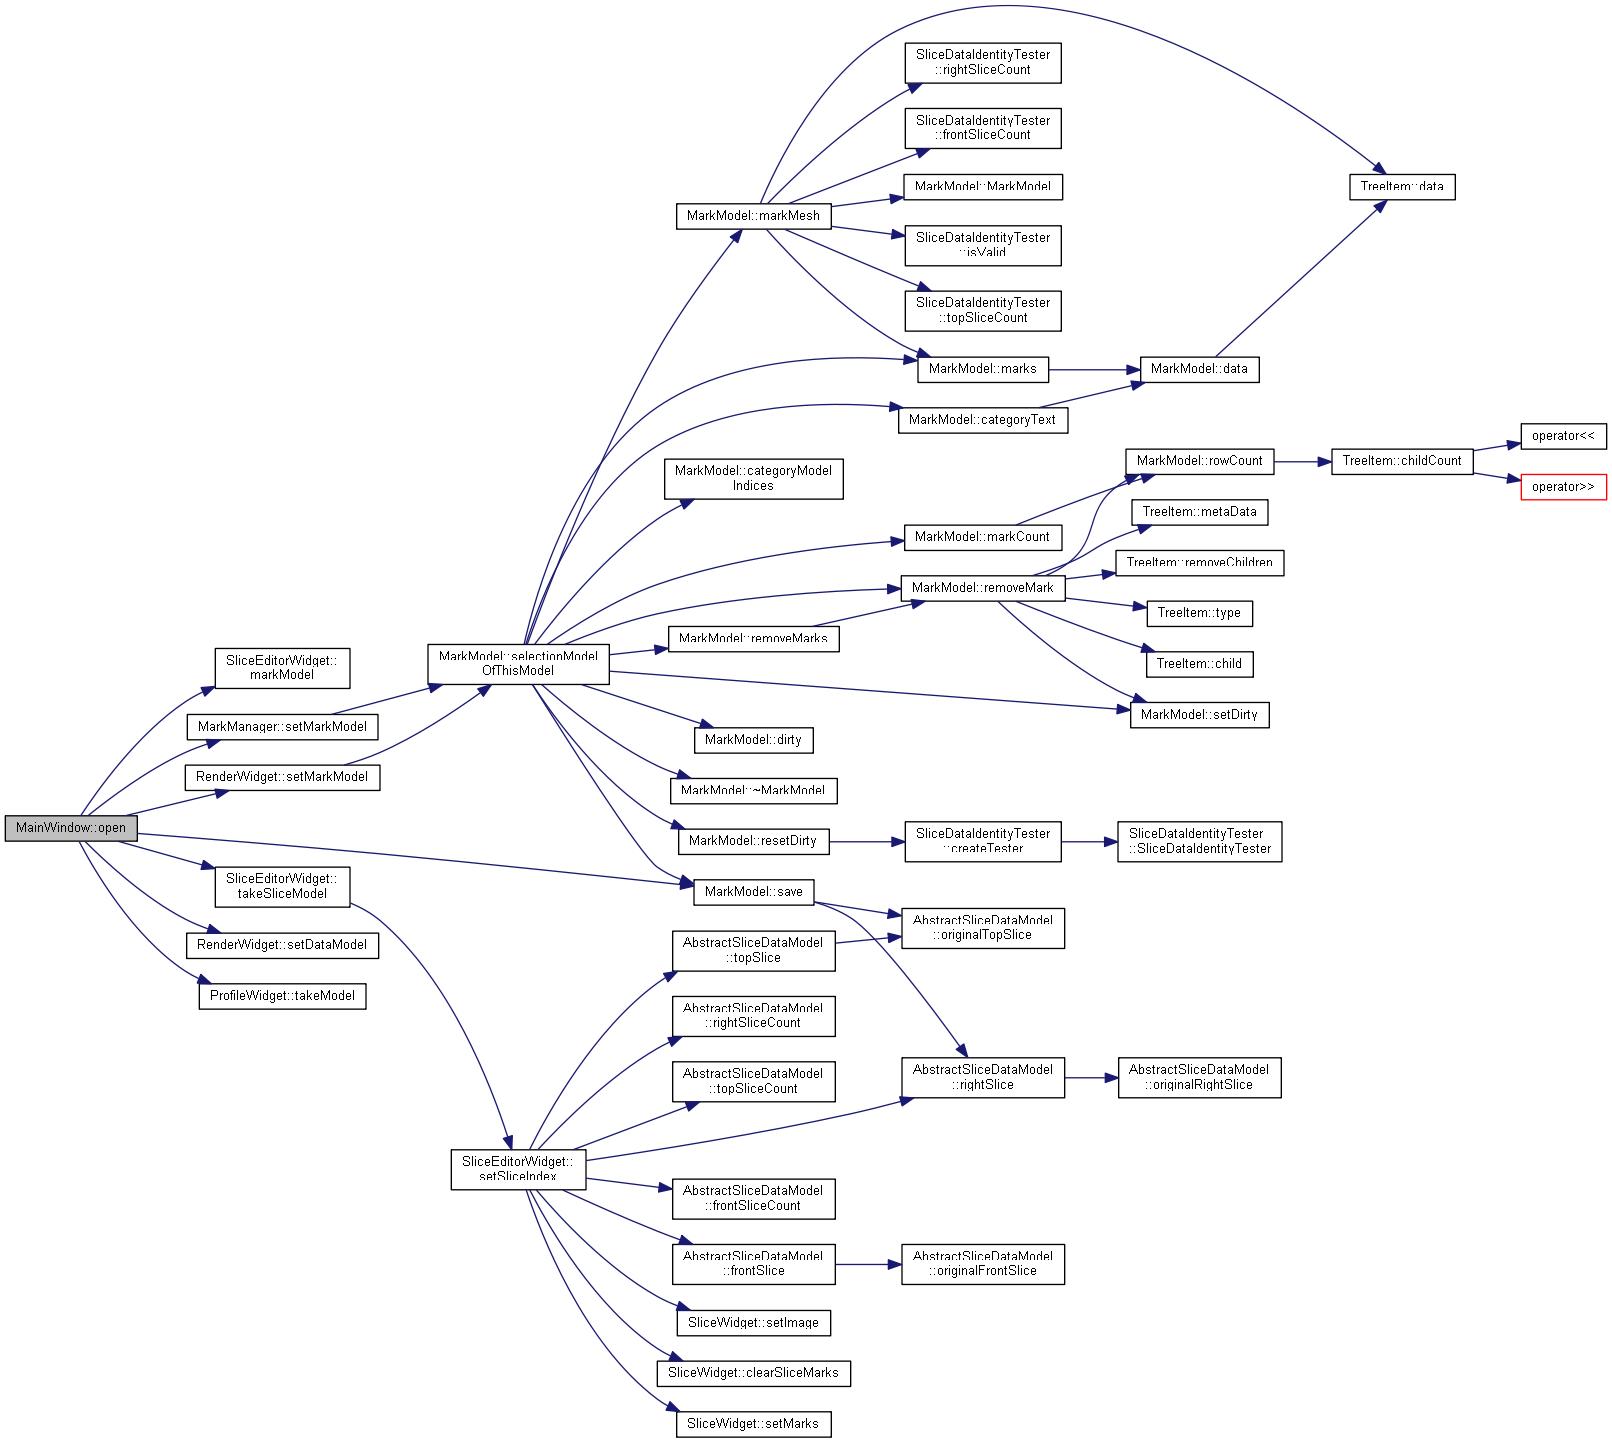 SliceDataIdentityTester
::rightSliceCount
SliceDataIdentityTester
::frontSliceCount
MarkModel::MarkModel
TreeItem::data
MarkModel::markMesh
SliceDataIdentityTester
::isValid
SliceDataIdentityTester
::topSliceCount
MarkModel::marks
MarkModel::data
MarkModel::categoryText
operator<<
MarkModel::rowCount
TreeItem::childCount
operator>>
MarkModel::categoryModel
Indices
TreeItem::metaData
MarkModel::markCount
TreeItem::removeChildren
MarkModel::removeMark
TreeItem::type
MarkModel::removeMarks
TreeItem::child
MarkModel::selectionModel
OfThisModel
SliceEditorWidget::
markModel
MarkModel::setDirty
MarkManager::setMarkModel
MarkModel::dirty
RenderWidget::setMarkModel
MarkModel::~MarkModel
MainWindow::open
MarkModel::resetDirty
SliceDataIdentityTester
::createTester
SliceDataIdentityTester
::SliceDataIdentityTester
SliceEditorWidget::
takeSliceModel
MarkModel::save
AbstractSliceDataModel
::originalTopSlice
RenderWidget::setDataModel
AbstractSliceDataModel
::topSlice
ProfileWidget::takeModel
AbstractSliceDataModel
::rightSliceCount
AbstractSliceDataModel
::topSliceCount
AbstractSliceDataModel
::rightSlice
AbstractSliceDataModel
::originalRightSlice
SliceEditorWidget::
setSliceIndex
AbstractSliceDataModel
::frontSliceCount
AbstractSliceDataModel
::frontSlice
AbstractSliceDataModel
::originalFrontSlice
SliceWidget::setImage
SliceWidget::clearSliceMarks
SliceWidget::setMarks